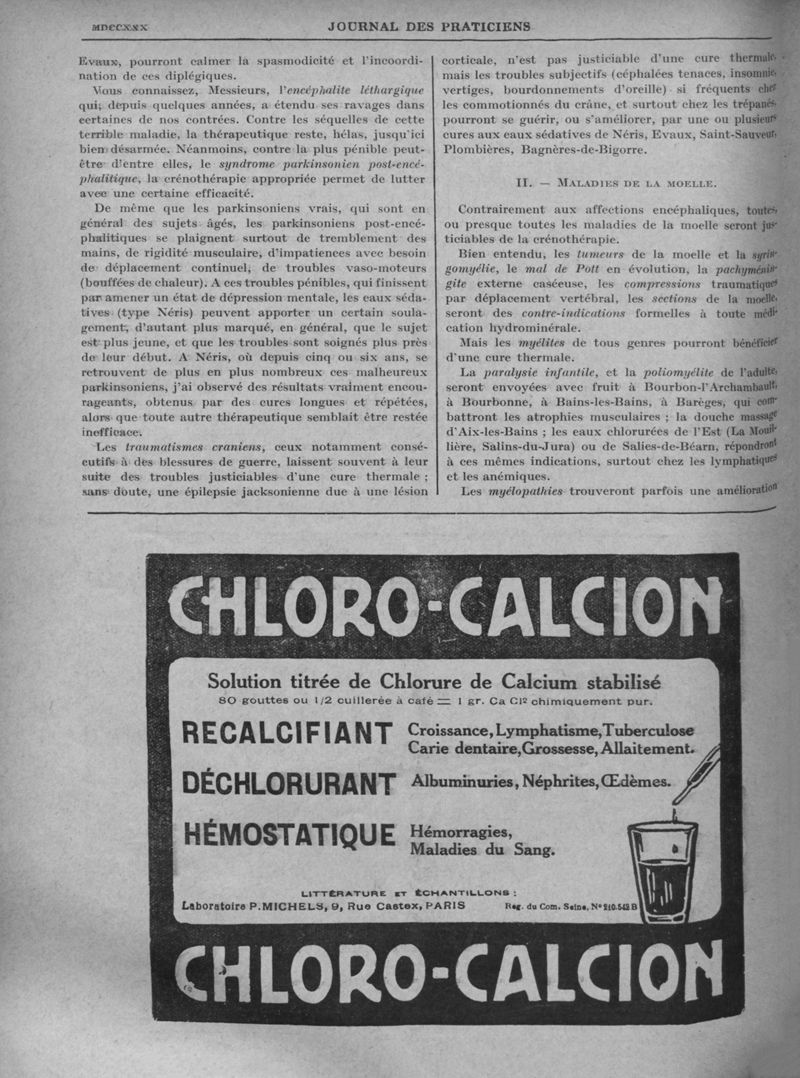 MDCCXXX
JOURNAL DES PRATICIENS
Evaux, pourront calmer la spasmodicité et l'incoordi-
nation de ces diplégiques.
Vous connaissez, Messieurs, l'encéphalite léthargique
qui, depuis quelques années, a étendu ses ravages dans
certaines de nos contrées. Contre les séquelles de cette
terrible maladie, la thérapeutique reste, hélas, jusqu'ici
bien désarmée. Néanmoins, contre la plus pénible peut-
être d'entre elles, le syndrome parkinsonien post-encé-
phalitique, la crénothérapie appropriée permet de lutter
avec une certaine efficacité.
De même que les parkinsoniens vrais, qui sont en
général des sujets âgés, les parkinsoniens post-encé-
phalitiques se plaignent surtout de tremblement des
mains, de rigidité musculaire, d'impatiences avec besoin
de déplacement continuel, de troubles vaso-moteurs
(bouffées de chaleur). A ces troubles pénibles, qui finissent
par amener un état de dépression mentale, les eaux séda-
tives (type Néris) peuvent apporter un certain soula-
gement, d'autant plus marqué, en général, que le sujet
est plus jeune, et que les troubles sont soignés plus près
de leur début. A Néris, où depuis cinq ou six ans, se
retrouvent de plus en plus nombreux ces malheureux
parkinsoniens, j'ai observé des résultats vraiment encou-
rageants, obtenus par des cures longues et répétées,
alors que toute autre thérapeutique semblait être restée
inefficace.
Les traumatismes craniens, ceux notamment consé-
cutifs à des blessures de guerre, laissent souvent à leur
suite des troubles justiciables d'une cure thermale ;
sans doute, une épilepsie jacksonienne due à une lésion
corticale, n'est pas justiciable d'une cure thermale,
mais les troubles subjectifs (céphalées tenaces, insomnie,
vertiges, bourdonnements d'oreille) si fréquents chez
les commotionnés du crâne, et surtout chez les trépanés,
pourront se guérir, ou s'améliorer, par une ou plusieurs
cures aux eaux sédatives de Néris, Evaux, Saint-Sauveur,
Plombières, Bagnères-de-Bigorre.
II. — MALADIES DE LA MOELLE.
Contrairement aux affections encéphaliques, toutes,
ou presque toutes les maladies de la moelle seront jus-
ticiables de la crénothérapie.
Bien entendu, les tumeurs de la moelle et la syrin-
gomyélie, le mal de Pott en évolution, la pachyménin-
gite externe caséeuse, les compressions traumatiques
par déplacement vertébral, les sections de la moelle,
seront des contre-indications formelles à toute médi-
cation hydrominérale.
Mais les myélites de tous genres pourront bénéficier
d'une cure thermale.
La paralysie infantile, et la poliomyélite de l'adulte,
seront envoyées avec fruit à Bourbon-l'Archambault,
à Bourbonne, à Bains-les-Bains, à Barèges, qui com-
battront les atrophies musculaires ; la douche massage
d'Aix-les-Bains ; les eaux chlorurées de l'Est (La Mouil-
lière, Salins-du-Jura) ou de Salies-de-Béarn, répondront
à ces mêmes indications, surtout chez les lymphatiques
et les anémiques.
Les myélopathies trouveront parfois une amélioration
CHLORO-CALCION
Solution titrée de Chlorure de Calcium stabilisé
80 gouttes ou 1/2 cuillerée à café = 1 gr. Ca Cl² chimiquement pur.
RECALCIFIANT Croissance, Lymphatisme, Tuberculose
Carie dentaire, Grossesse, Allaitement.
DÉCHLORURANT Albuminuries, Néphrites, Œdèmes.
HÉMOSTATIQUE Hémorragies,
Maladies du Sang.
LITTÉRATURE ET ÉCHANTILLONS :
Laboratoire P. MICHELS, 9, Rue Castex, PARIS Reg. du Com. Seine, N° 210.542 B
CHLORO-CALCION